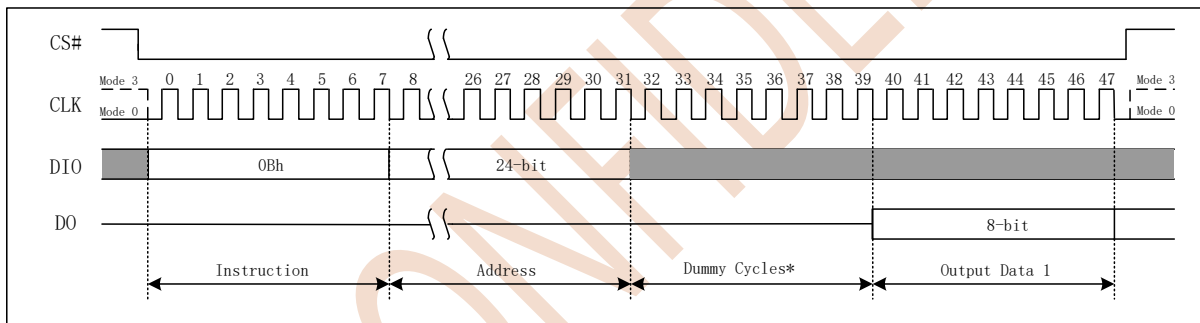 CS#
Mode 3 0 1 2 3 4 5 6 7 8 26 27 28 29 30 31 32 33 34 35 36 37 38 39 40 41 42 43 44 45 46 47 Mode 3
CLK
Mode 0 Mode 0
DIO 0Bh 24-bit
DO 8-bit
Instruction Address Dummy Cycles* Output Data 1